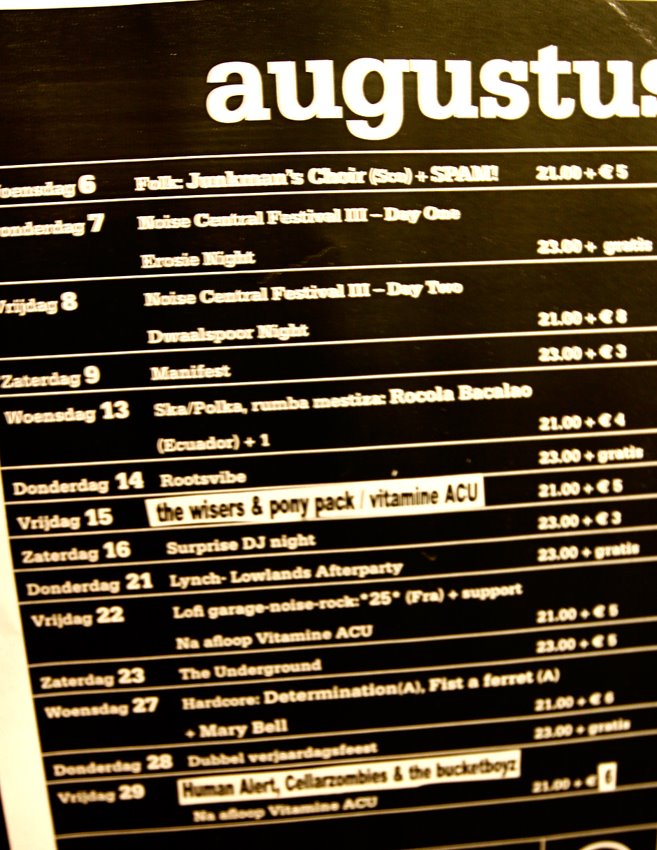 augustus
Woensdag 6 Folk: Junkman's Choir (Sco) + SPAM! 21.00 + € 5
Donderdag 7 Noise Central Festival III – Day One
Erosie Night 23.00 + gratis
Vrijdag 8 Noise Central Festival III – Day Two
Dwaalspoor Night 21.00 + € 8
Zaterdag 9 Manifest 23.00 + € 3
Woensdag 13 Ska/Polka, rumba mestiza: Rocola Bacalao
(Ecuador) + 1 21.00 + € 4
Donderdag 14 Rootsvibe 23.00 + gratis
Vrijdag 15 the wisers & pony pack / vitamine ACU 21.00 + € 5
Zaterdag 16 Surprise DJ night 23.00 + € 3
Donderdag 21 Lynch- Lowlands Afterparty 23.00 + gratis
Vrijdag 22 Lofi garage-noise-rock:*25* (Fra) + support
Na afloop Vitamine ACU 21.00 + € 5
Zaterdag 23 The Underground 23.00 + € 5
Woensdag 27 Hardcore: Determination(A), Fist a ferret (A)
+ Mary Bell 21.00 + € 6
Donderdag 28 Dubbel verjaardagsfeest 23.00 + gratis
Vrijdag 29 Human Alert, Cellarzombies & the bucketboyz
Na afloop Vitamine ACU 21.00 + € 6